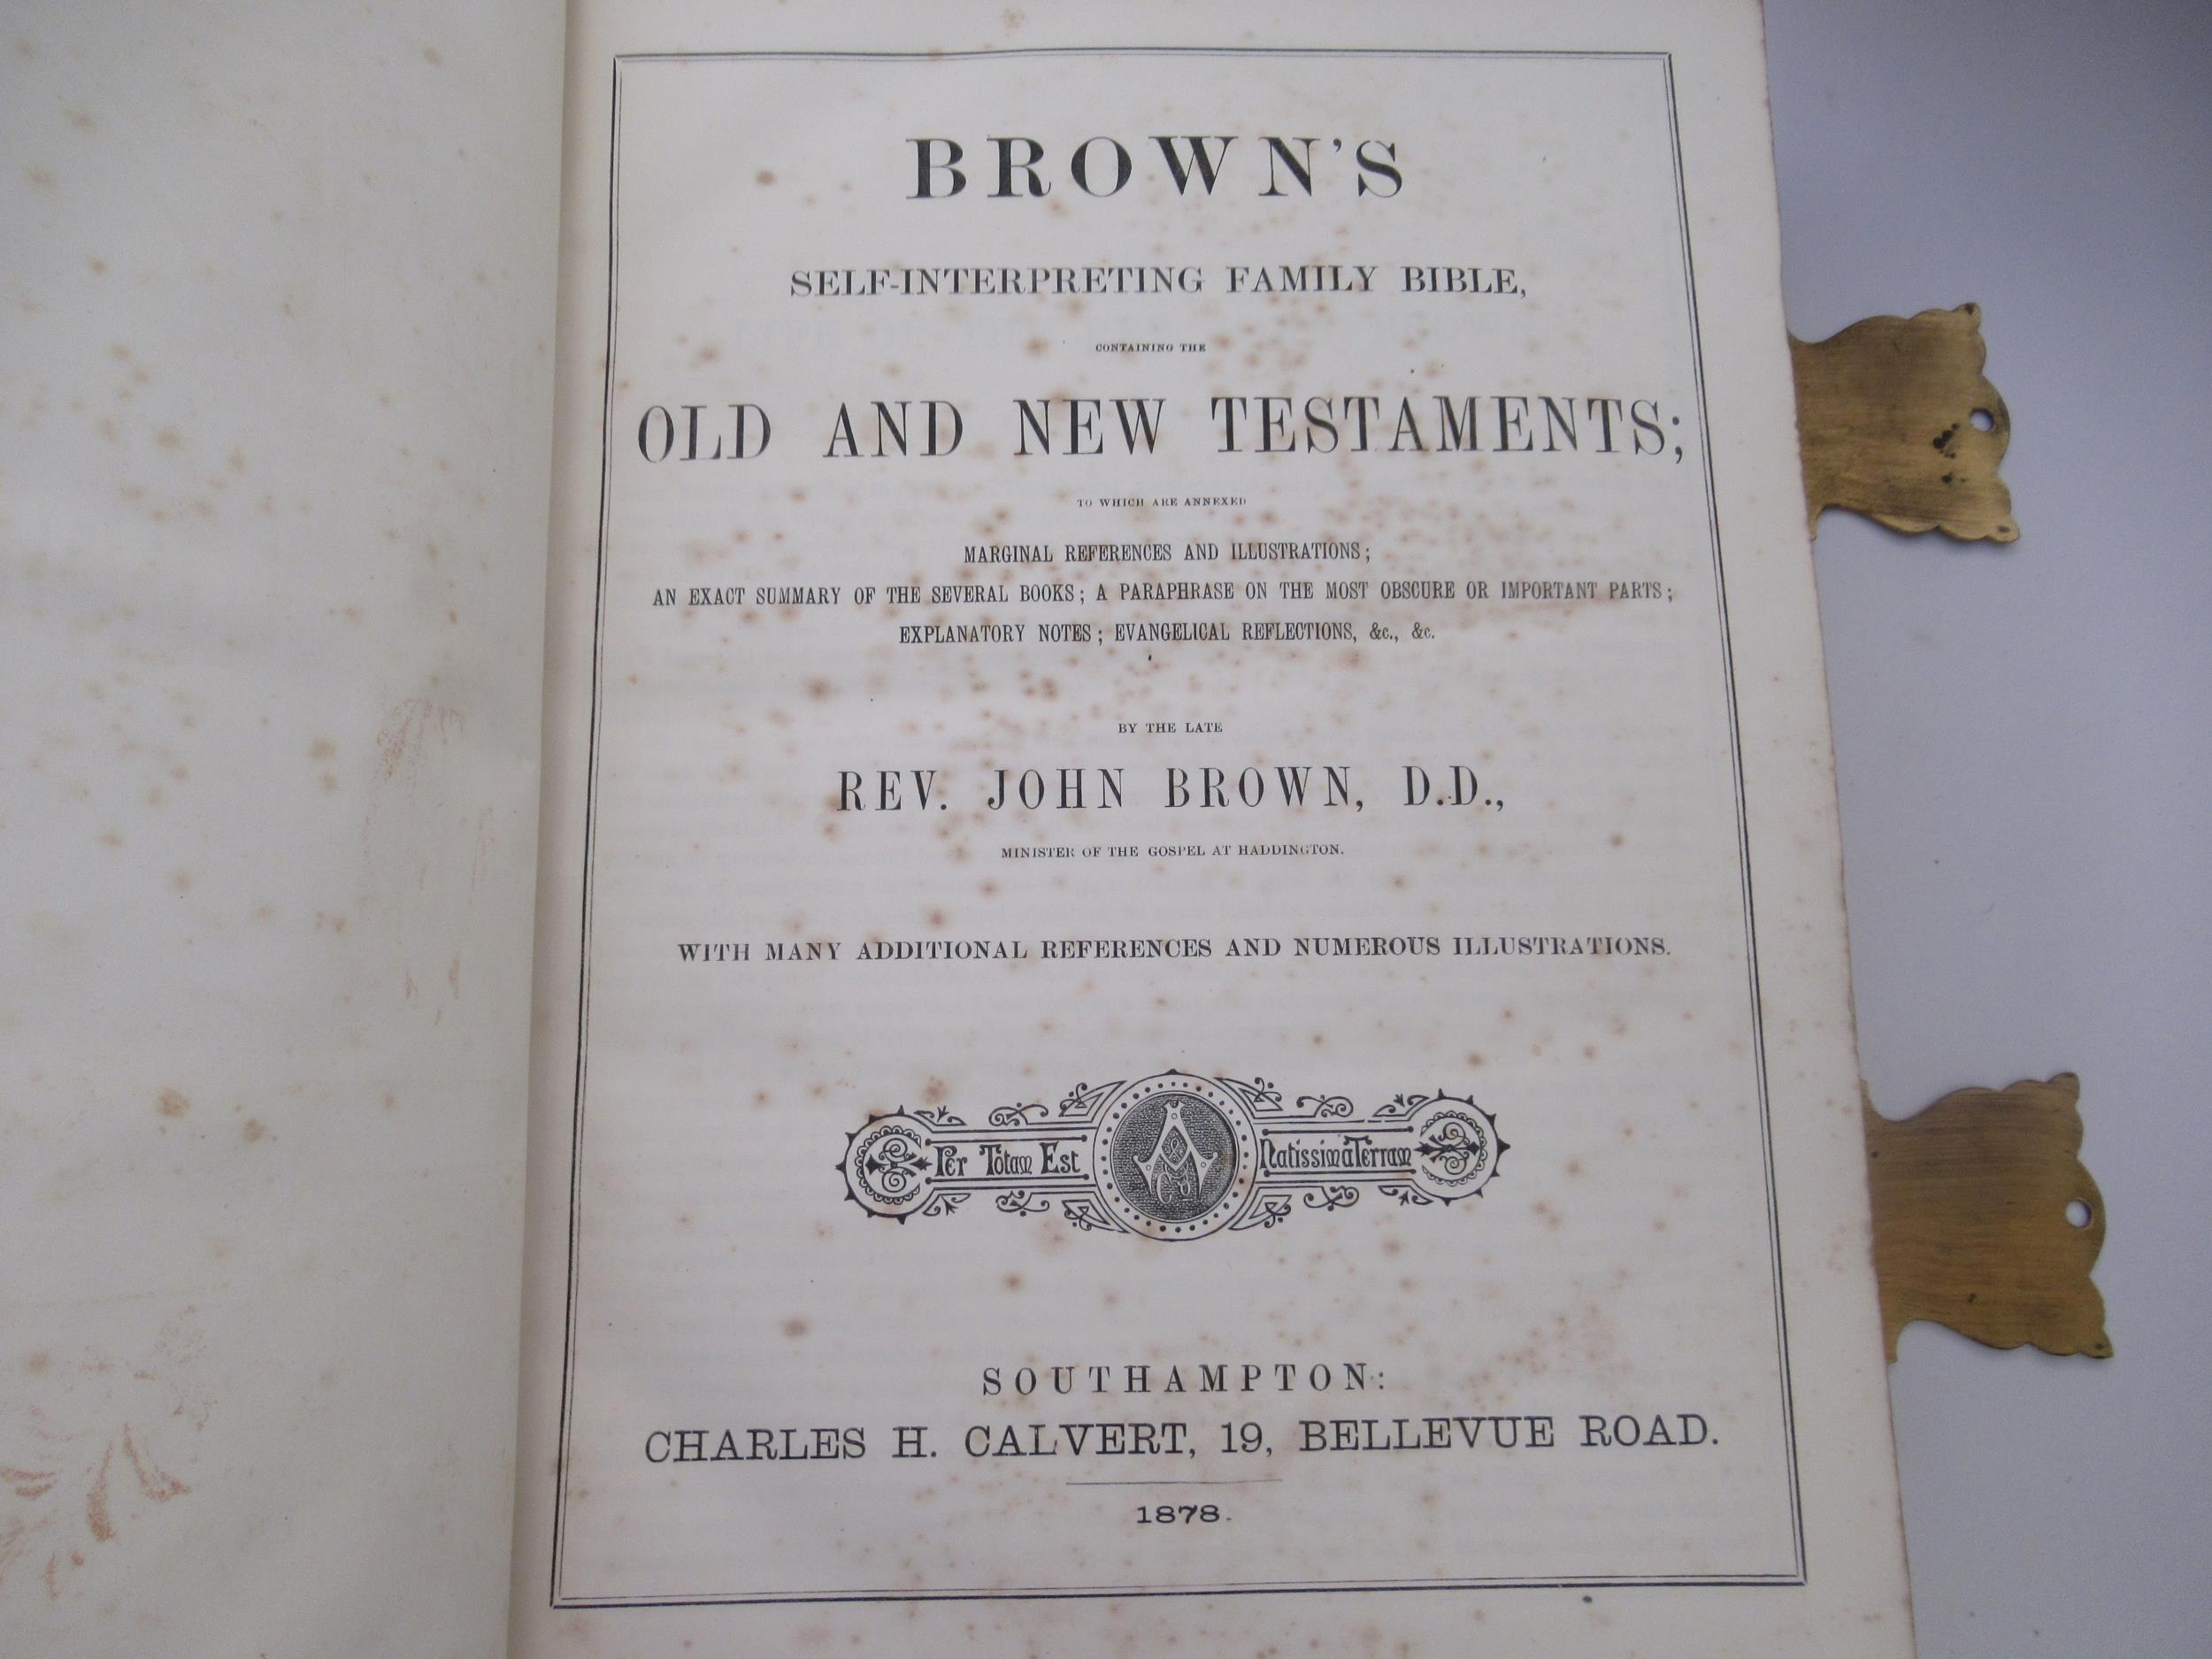 BROWN'S
SELF-INTERPRETING FAMILY BIBLE,
CONTAINING THE
OLD AND NEW TESTAMENTS;
TO WHICH ARE ANNEXED
MARGINAL REFERENCES AND ILLUSTRATIONS;
AN EXACT SUMMARY OF THE SEVERAL BOOKS; A PARAPHRASE ON THE MOST OBSCURE OR IMPORTANT PARTS;
EXPLANATORY NOTES; EVANGELICAL REFLECTIONS, &c., &c.
BY THE LATE
REV. JOHN BROWN, D.D.,
MINISTER OF THE GOSPEL AT HADDINGTON.
WITH MANY ADDITIONAL REFERENCES AND NUMEROUS ILLUSTRATIONS.
Per Totam Est Natissima Terram
SOUTHAMPTON:
CHARLES H. CALVERT, 19, BELLEVUE ROAD.
1878.